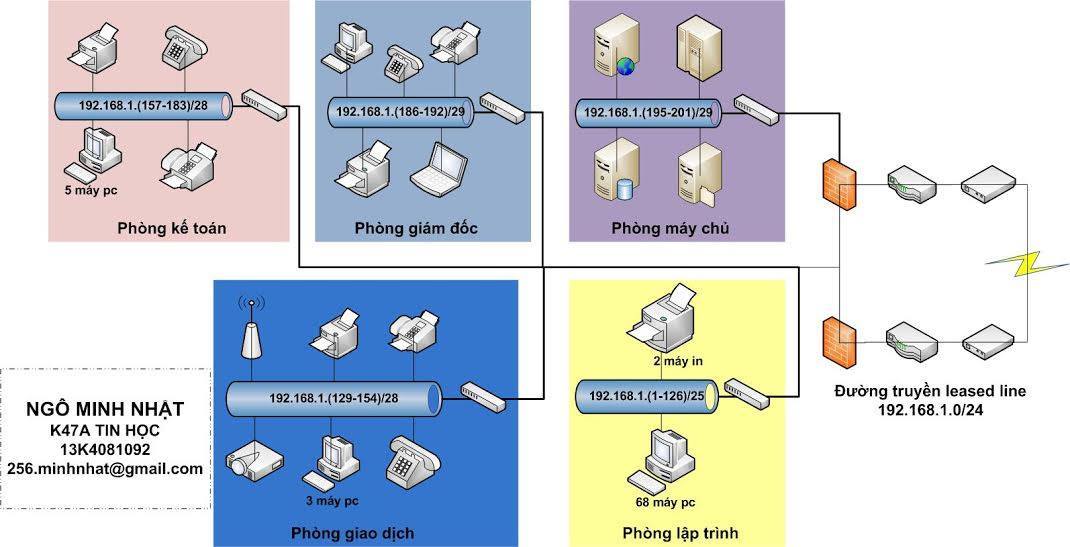 192.168.1.(157-183)/28
5 máy pc
Phòng kế toán
192.168.1.(186-192)/29
Phòng giám đốc
192.168.1.(195-201)/29
Phòng máy chủ
192.168.1.(129-154)/28
3 máy pc
Phòng giao dịch
2 máy in
192.168.1.(1-126)/25
68 máy pc
Phòng lập trình
Đường truyền leased line
192.168.1.0/24
NGÔ MINH NHẬT
K47A TIN HỌC
13K4081092
256.minhnhat@gmail.com